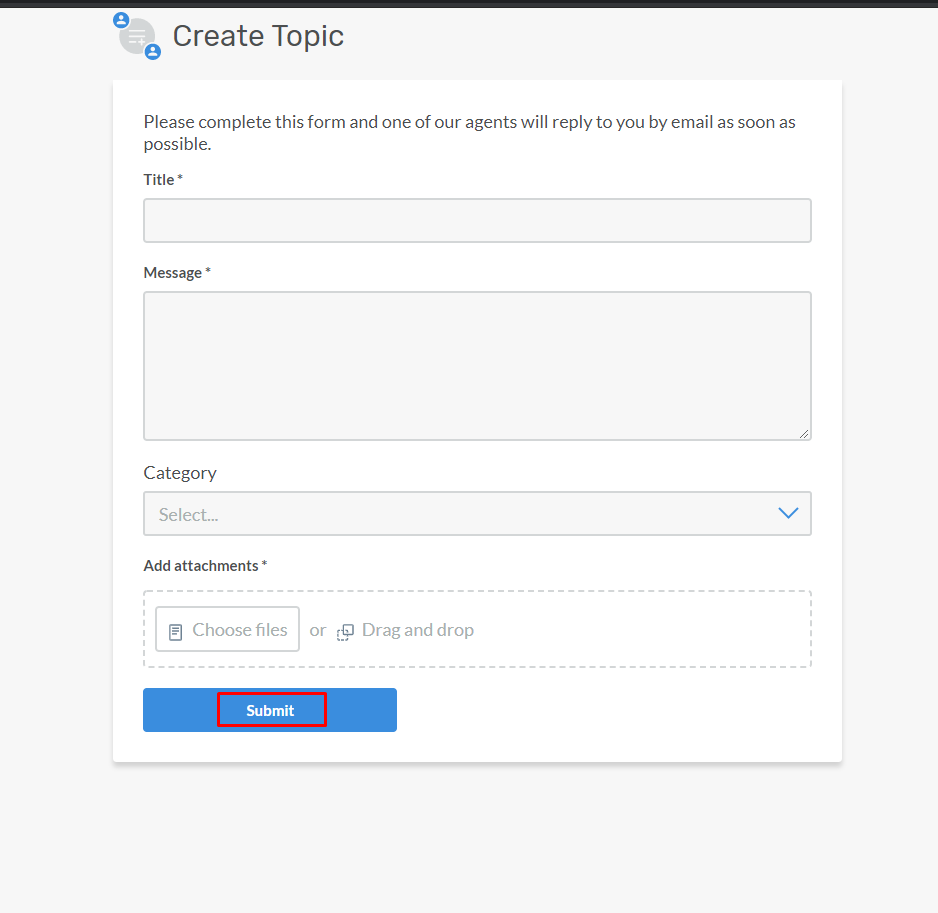 Create Topic
Please complete this form and one of our agents will reply to you by email as soon as
possible.
Title *
Message *
Category
Select...
Add attachments *
Choose files or Drag and drop
Submit